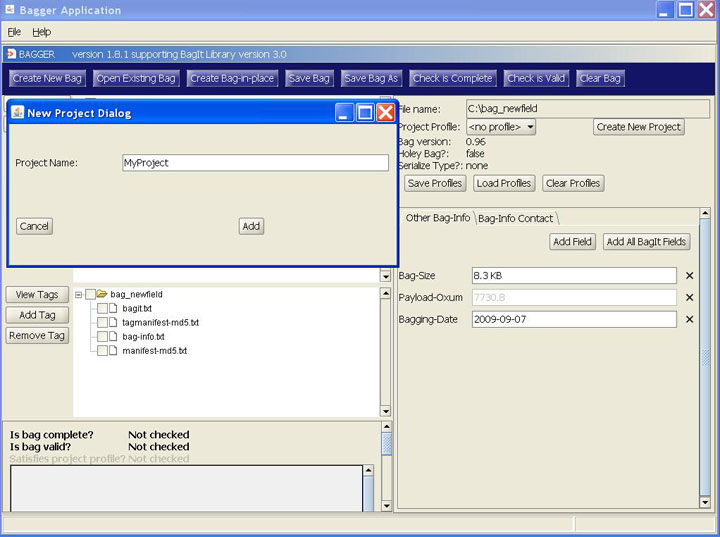 Bagger Application
File Help
BAGGER version 1.8.1 supporting BagIt Library version 3.0
Create New Bag Open Existing Bag Create Bag-in-place Save Bag Save Bag As Check is Complete Check is Valid Clear Bag
New Project Dialog
Project Name: MyProject
Cancel Add
File name: C:\bag_newfield
Project Profile: <no profile> Create New Project
Bag version: 0.96
Holey Bag?: false
Serialize Type?: none
Save Profiles Load Profiles Clear Profiles
Other Bag-Info Bag-Info Contact
Add Field Add All BagIt Fields
Bag-Size 8.3 KB
Payload-Oxum 7730.8
Bagging-Date 2009-09-07
View Tags
Add Tag
Remove Tag
bag_newfield
bagit.txt
tagmanifest-md5.txt
bag-info.txt
manifest-md5.txt
Is bag complete? Not checked
Is bag valid? Not checked
Satisfies project profile? Not checked